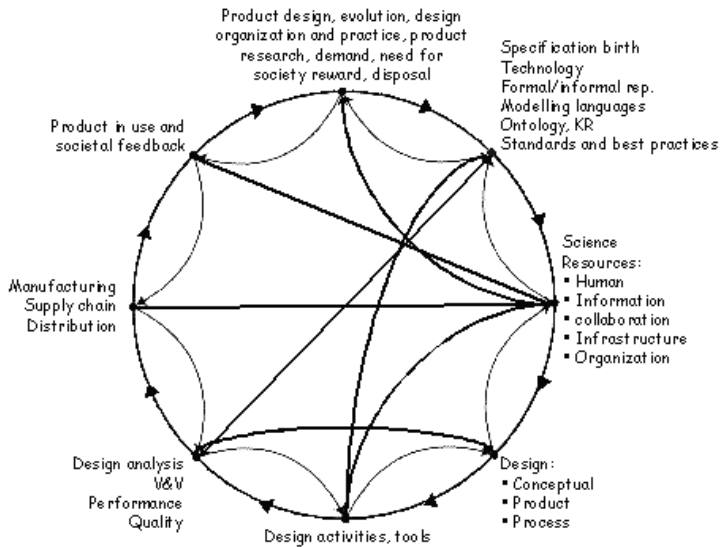 Product design, evolution, design
organization and practice, product
research, demand, need for
society reward, disposal
Specification birth
Technology
Formal/informal rep.
Modelling languages
Ontology, KR
Standards and best practices
Product in use and
societal feedback
Science
Resources:
▪ Human
▪ Information
▪ collaboration
▪ Infrastructure
▪ Organization
Manufacturing
Supply chain
Distribution
Design analysis
V&V
Performance
Quality
Design:
▪ Conceptual
▪ Product
▪ Process
Design activities, tools